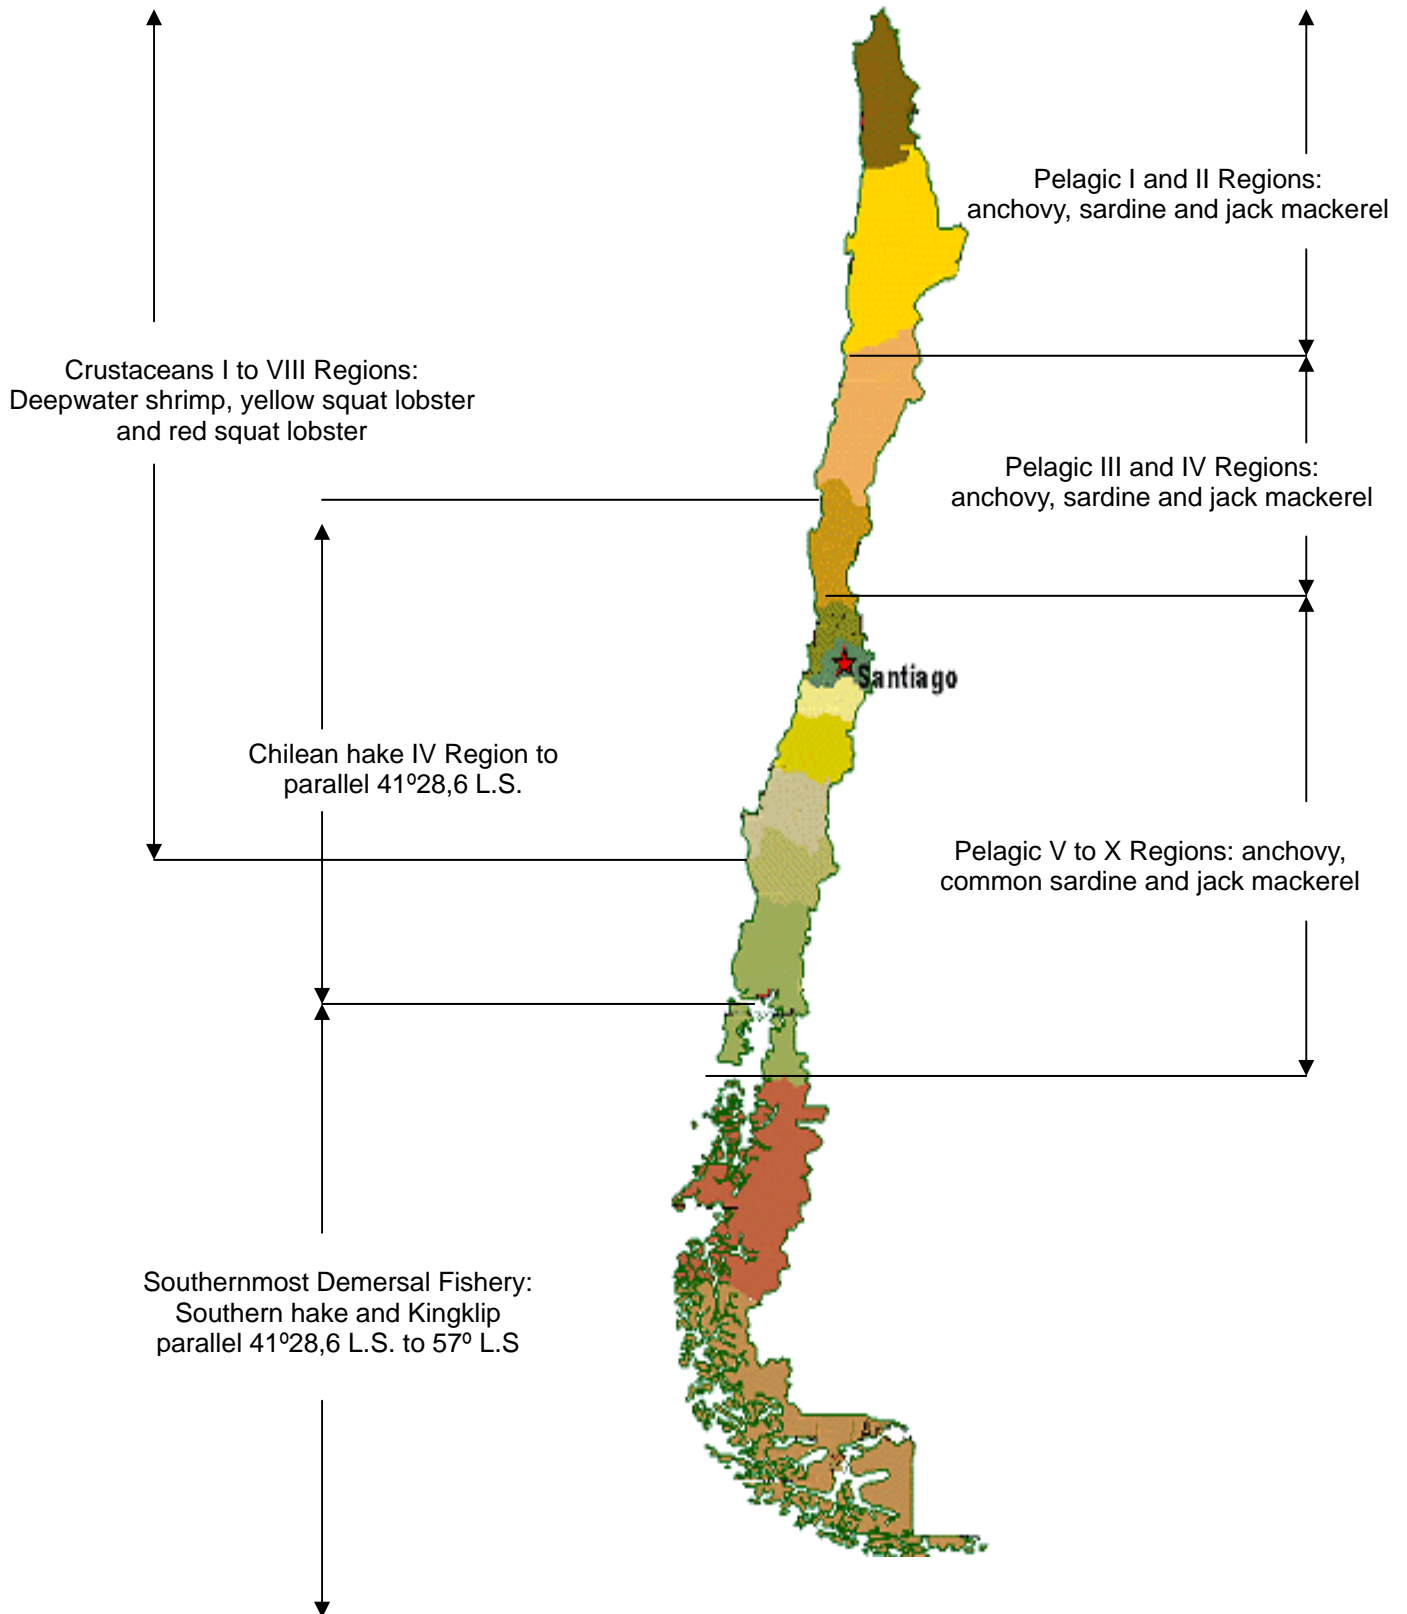 Pelagic I and II Regions:
anchovy, sardine and jack mackerel
Crustaceans I to VIII Regions:
Deepwater shrimp, yellow squat lobster
and red squat lobster
Pelagic III and IV Regions:
anchovy, sardine and jack mackerel
Santiago
Chilean hake IV Region to
parallel 41º28,6 L.S.
Pelagic V to X Regions: anchovy,
common sardine and jack mackerel
Southernmost Demersal Fishery:
Southern hake and Kingklip
parallel 41º28,6 L.S. to 57º L.S